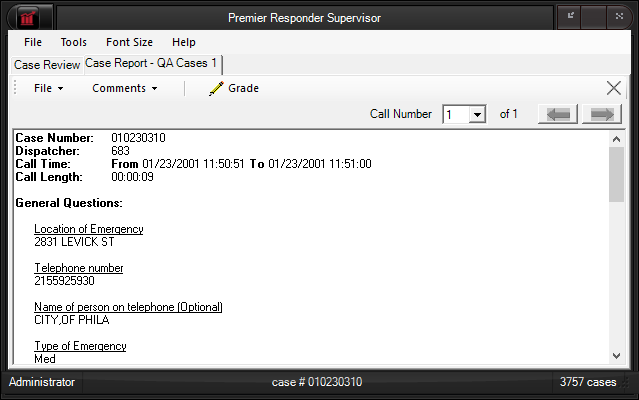 Premier Responder Supervisor
File Tools Font Size Help
Case Review Case Report - QA Cases 1
File Comments Grade
Call Number 1 of 1
Case Number: 010230310
Dispatcher: 683
Call Time: From 01/23/2001 11:50:51 To 01/23/2001 11:51:00
Call Length: 00:00:09
General Questions:
Location of Emergency
2831 LEVICK ST
Telephone number
2155925930
Name of person on telephone (Optional)
CITY,OF PHILA
Type of Emergency
Med
Administrator case # 010230310 3757 cases